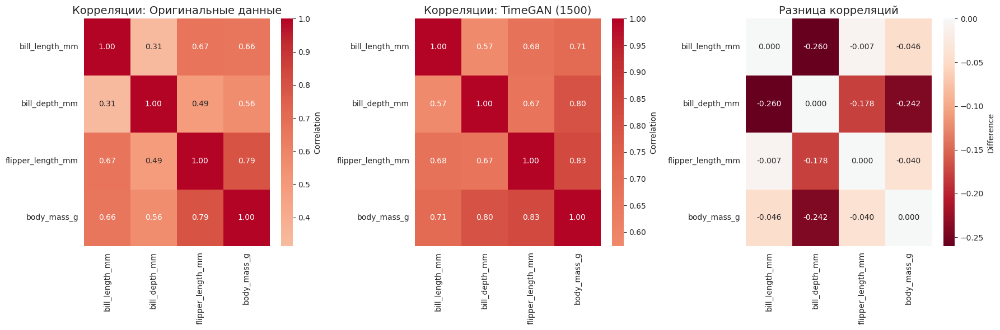 Корреляции: Оригинальные данные
bill_length_mm
bill_depth_mm
flipper_length_mm
body_mass_g
1.00 0.31 0.67 0.66
0.31 1.00 0.49 0.56
0.67 0.49 1.00 0.79
0.66 0.56 0.79 1.00
bill_length_mm
bill_depth_mm
flipper_length_mm
body_mass_g
1.0
0.9
0.8
0.7
0.6
0.5
0.4
Correlation
Корреляции: TimeGAN (1500)
bill_length_mm
bill_depth_mm
flipper_length_mm
body_mass_g
1.00 0.57 0.68 0.71
0.57 1.00 0.67 0.80
0.68 0.67 1.00 0.83
0.71 0.80 0.83 1.00
bill_length_mm
bill_depth_mm
flipper_length_mm
body_mass_g
1.00
0.95
0.90
0.85
0.80
0.75
0.70
0.65
0.60
Correlation
Разница корреляций
bill_length_mm
bill_depth_mm
flipper_length_mm
body_mass_g
0.000 -0.260 -0.007 -0.046
-0.260 0.000 -0.178 -0.242
-0.007 -0.178 0.000 -0.040
-0.046 -0.242 -0.040 0.000
bill_length_mm
bill_depth_mm
flipper_length_mm
body_mass_g
0.00
−0.05
−0.10
−0.15
−0.20
−0.25
Difference